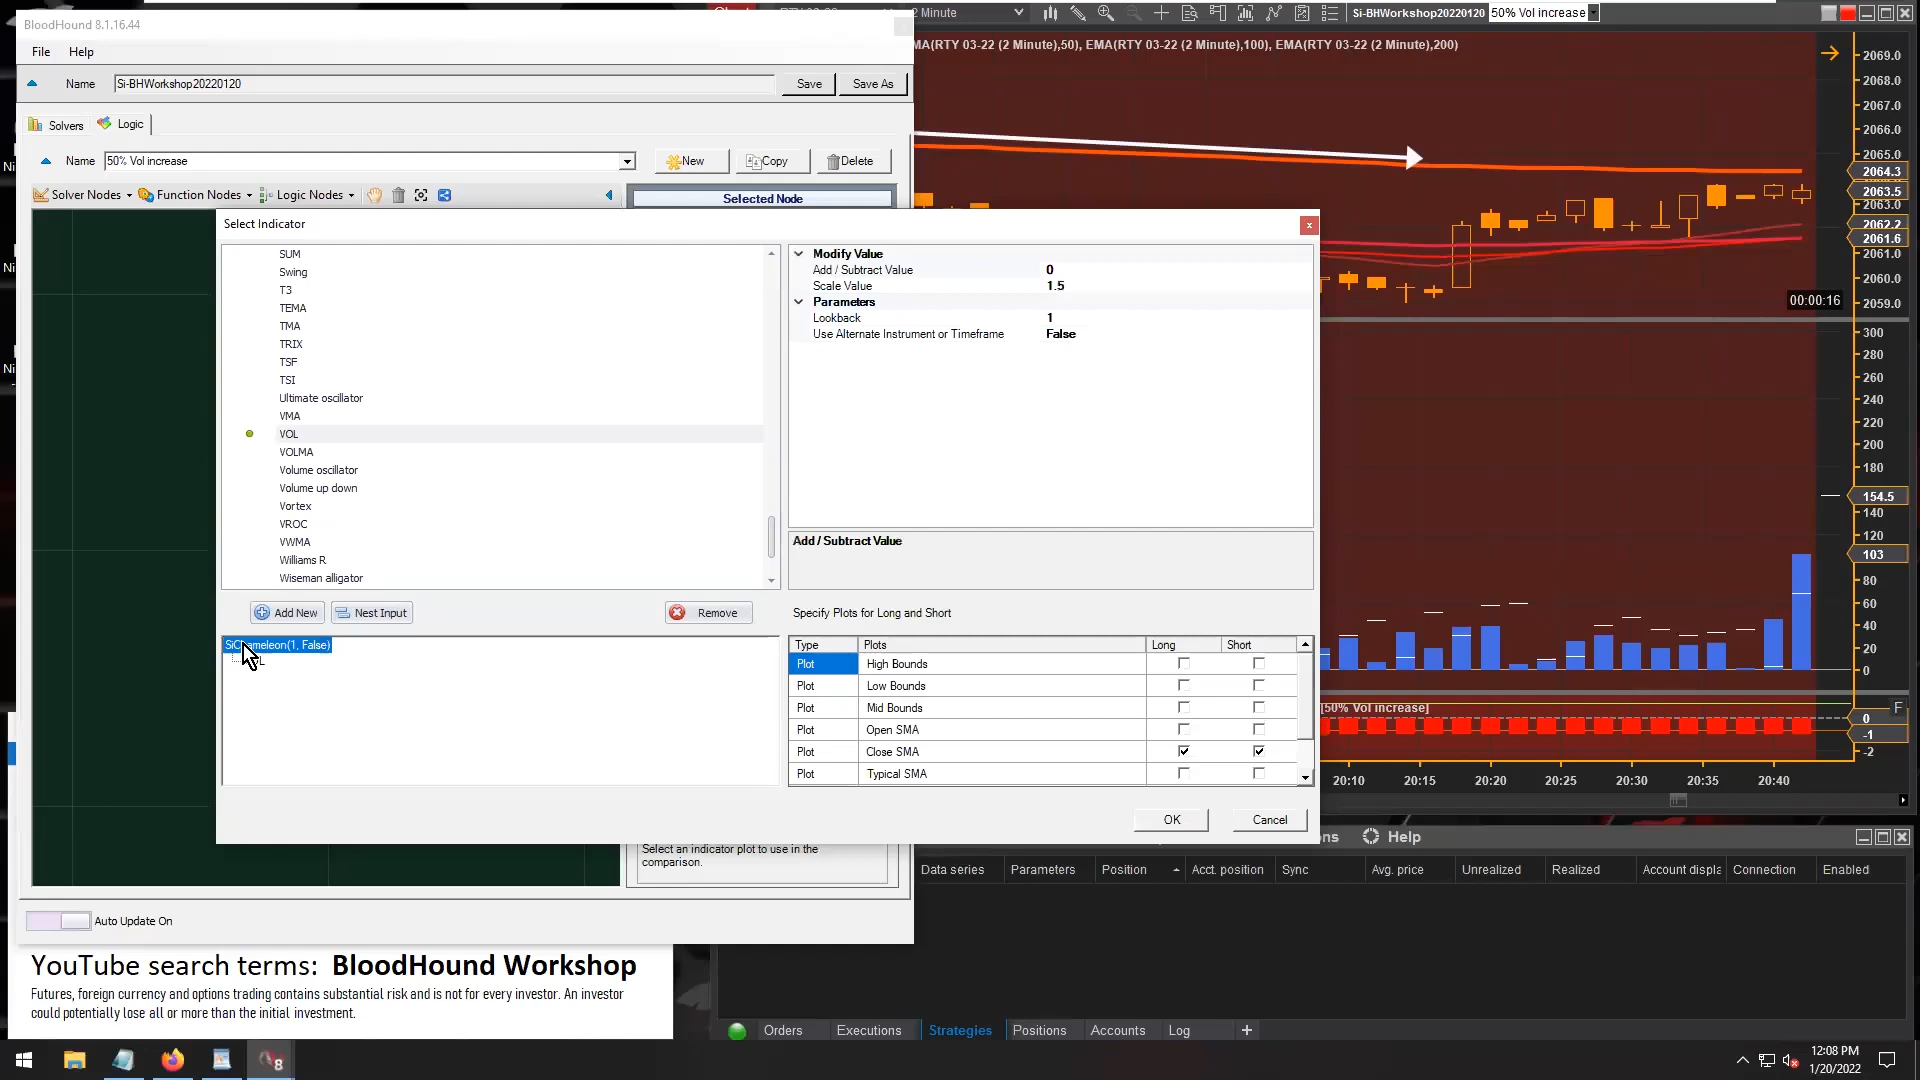 BloodHound 8.1.16.44
File Help
Name Si-BHWorkshop20220120 Save Save As
Solvers Logic
Name 50% Vol increase New Copy Delete
Solver Nodes Function Nodes Logic Nodes
Selected Node
Select Indicator
SUM
Swing
T3
TEMA
TMA
TRIX
TSF
TSI
Ultimate oscillator
VMA
VOL
VOLMA
Volume oscillator
Volume up down
Vortex
VROC
VWMA
Williams R
Wiseman alligator
Add New Nest Input Remove
Modify Value
Add / Subtract Value 0
Scale Value 1.5
Parameters
Lookback 1
Use Alternate Instrument or Timeframe False
Add / Subtract Value
Specify Plots for Long and Short
Type Plots Long Short
Plot High Bounds
Plot Low Bounds
Plot Mid Bounds
Plot Open SMA
Plot Close SMA
Plot Typical SMA
OK Cancel
Select an indicator plot to use in the
comparison.
Auto Update On
YouTube search terms: BloodHound Workshop
Futures, foreign currency and options trading contains substantial risk and is not for every investor. An investor
could potentially lose all or more than the initial investment.
Minute Si-BHWorkshop20220120 50% Vol increase
MA(RTY 03-22 (2 Minute),50), EMA(RTY 03-22 (2 Minute),100), EMA(RTY 03-22 (2 Minute),200)
2069.0
2068.0
2067.0
2066.0
2065.0
2064.3
2063.5
2063.0
2062.2
2061.6
2061.0
2060.0
2059.0
00:00:16
300
280
260
240
220
200
180
154.5
140
120
103
80
60
40
20
0
[50% Vol increase]
F
0
-1
-2
20:10 20:15 20:20 20:25 20:30 20:35 20:40
Help
Data series Parameters Position Acct. position Sync Avg. price Unrealized Realized Account displa Connection Enabled
Orders Executions Strategies Positions Accounts Log +
12:08 PM
1/20/2022